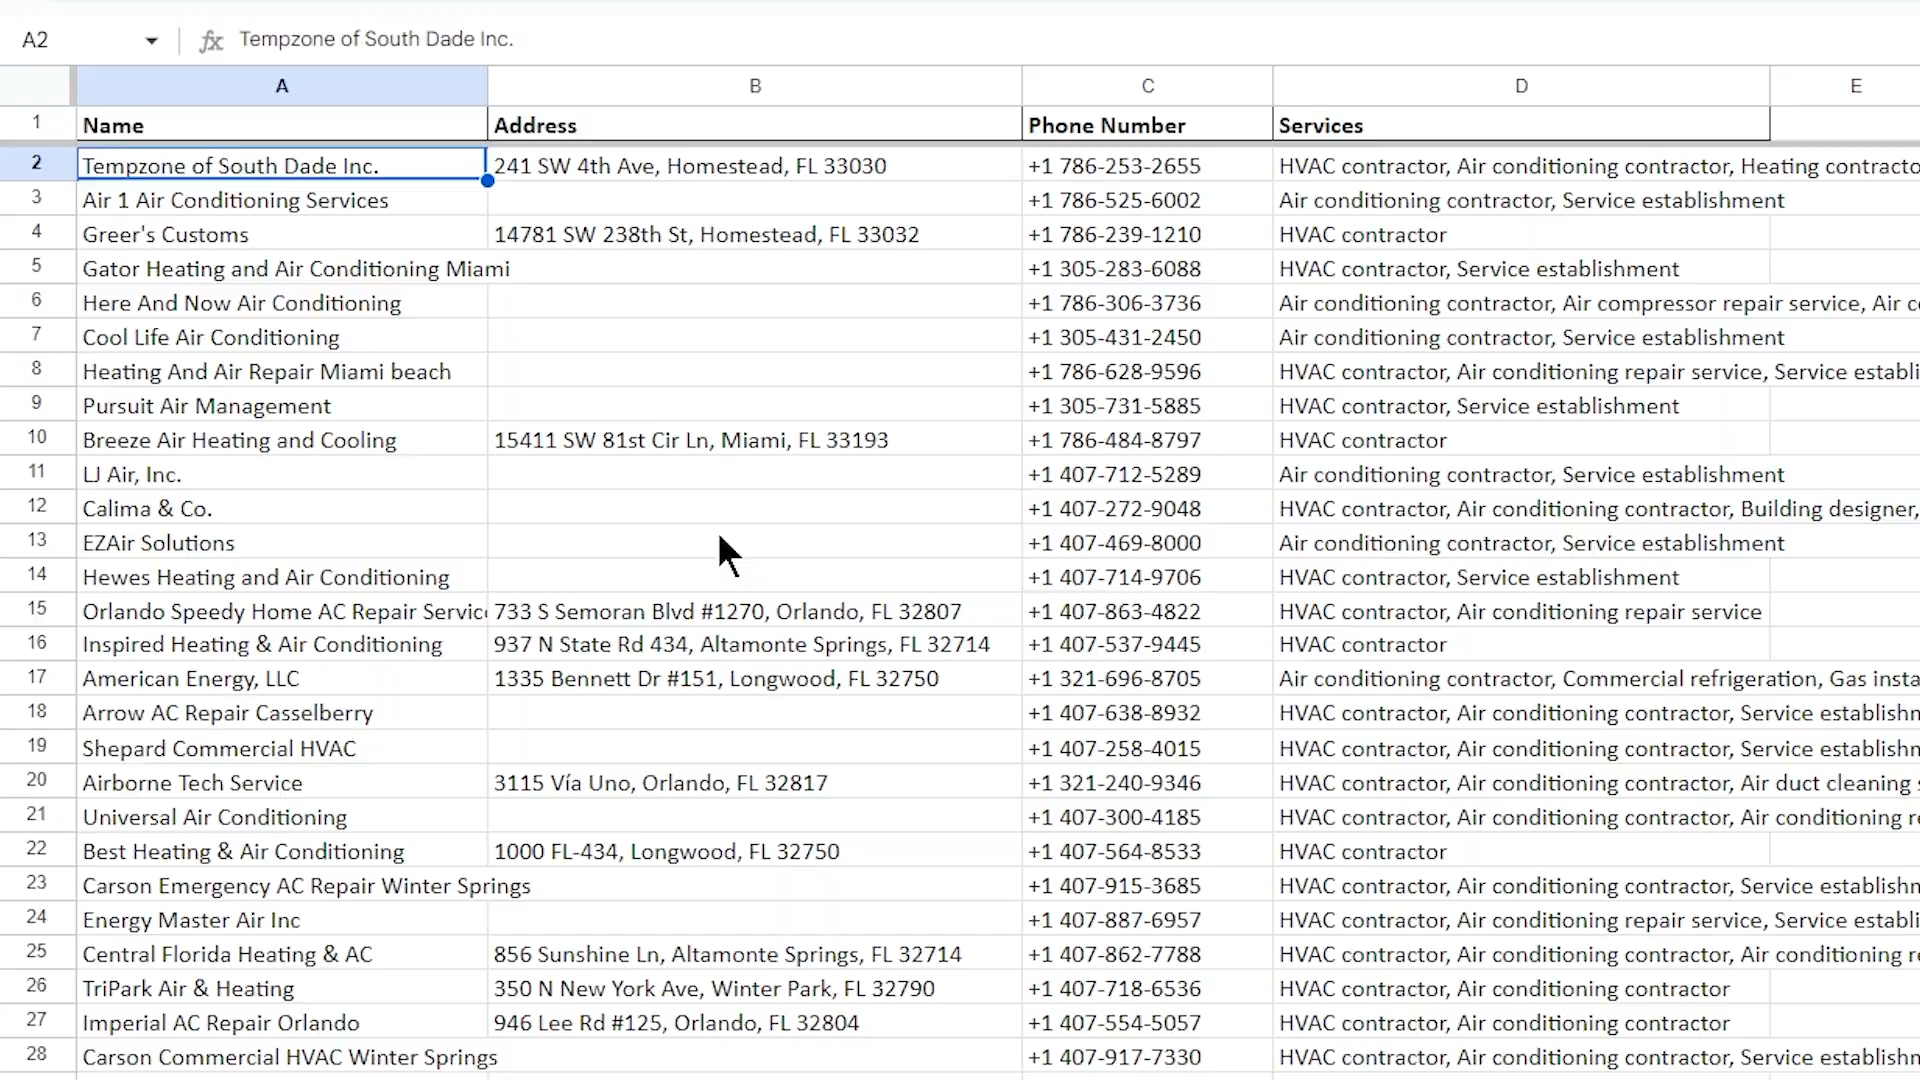 A2 fx Tempzone of South Dade Inc.
A B C D E
1 Name Address Phone Number Services
2 Tempzone of South Dade Inc. 241 SW 4th Ave, Homestead, FL 33030 +1 786-253-2655 HVAC contractor, Air conditioning contractor, Heating contracto
3 Air 1 Air Conditioning Services +1 786-525-6002 Air conditioning contractor, Service establishment
4 Greer's Customs 14781 SW 238th St, Homestead, FL 33032 +1 786-239-1210 HVAC contractor
5 Gator Heating and Air Conditioning Miami +1 305-283-6088 HVAC contractor, Service establishment
6 Here And Now Air Conditioning +1 786-306-3736 Air conditioning contractor, Air compressor repair service, Air c
7 Cool Life Air Conditioning +1 305-431-2450 Air conditioning contractor, Service establishment
8 Heating And Air Repair Miami beach +1 786-628-9596 HVAC contractor, Air conditioning repair service, Service establi
9 Pursuit Air Management +1 305-731-5885 HVAC contractor, Service establishment
10 Breeze Air Heating and Cooling 15411 SW 81st Cir Ln, Miami, FL 33193 +1 786-484-8797 HVAC contractor
11 LJ Air, Inc. +1 407-712-5289 Air conditioning contractor, Service establishment
12 Calima & Co. +1 407-272-9048 HVAC contractor, Air conditioning contractor, Building designer,
13 EZAir Solutions +1 407-469-8000 Air conditioning contractor, Service establishment
14 Hewes Heating and Air Conditioning +1 407-714-9706 HVAC contractor, Service establishment
15 Orlando Speedy Home AC Repair Servic 733 S Semoran Blvd #1270, Orlando, FL 32807 +1 407-863-4822 HVAC contractor, Air conditioning repair service
16 Inspired Heating & Air Conditioning 937 N State Rd 434, Altamonte Springs, FL 32714 +1 407-537-9445 HVAC contractor
17 American Energy, LLC 1335 Bennett Dr #151, Longwood, FL 32750 +1 321-696-8705 Air conditioning contractor, Commercial refrigeration, Gas insta
18 Arrow AC Repair Casselberry +1 407-638-8932 HVAC contractor, Air conditioning contractor, Service establishm
19 Shepard Commercial HVAC +1 407-258-4015 HVAC contractor, Air conditioning contractor, Service establishm
20 Airborne Tech Service 3115 Vía Uno, Orlando, FL 32817 +1 321-240-9346 HVAC contractor, Air conditioning contractor, Air duct cleaning s
21 Universal Air Conditioning +1 407-300-4185 HVAC contractor, Air conditioning contractor, Air conditioning re
22 Best Heating & Air Conditioning 1000 FL-434, Longwood, FL 32750 +1 407-564-8533 HVAC contractor
23 Carson Emergency AC Repair Winter Springs +1 407-915-3685 HVAC contractor, Air conditioning contractor, Service establishm
24 Energy Master Air Inc +1 407-887-6957 HVAC contractor, Air conditioning repair service, Service establi
25 Central Florida Heating & AC 856 Sunshine Ln, Altamonte Springs, FL 32714 +1 407-862-7788 HVAC contractor, Air conditioning contractor, Air conditioning re
26 TriPark Air & Heating 350 N New York Ave, Winter Park, FL 32790 +1 407-718-6536 HVAC contractor, Air conditioning contractor
27 Imperial AC Repair Orlando 946 Lee Rd #125, Orlando, FL 32804 +1 407-554-5057 HVAC contractor, Air conditioning contractor
28 Carson Commercial HVAC Winter Springs +1 407-917-7330 HVAC contractor, Air conditioning contractor, Service establishm